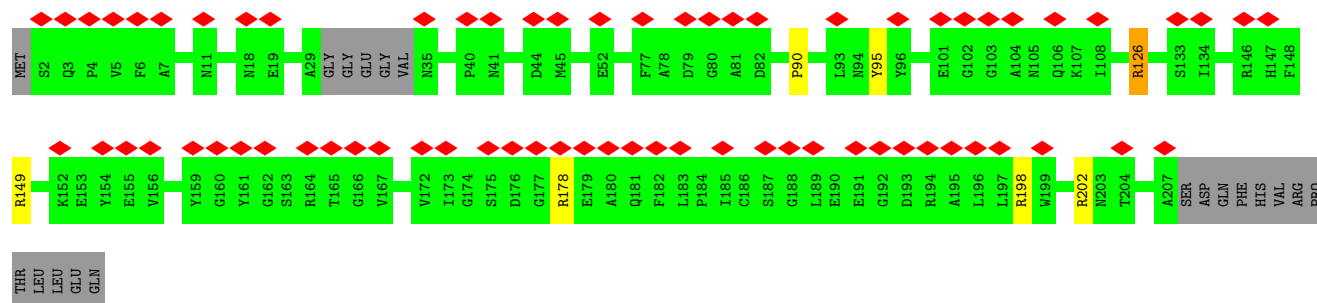 MET S2 Q3 P4 V5 F6 A7 N11 N18 E19 A29 GLY GLY GLU GLY VAL N35 P40 N41 D44 M45 E52 F77 A78 D79 G80 A81 D82 P90 L93 N94 Y95 Y96 E101 G102 G103 A104 N105 Q106 K107 I108 R126 S133 I134 R146 H147 F148
R149 K152 E153 Y154 E155 V156 Y159 G160 Y161 G162 S163 R164 T165 G166 V167 V172 I173 G174 S175 D176 G177 R178 E179 A180 Q181 F182 L183 P184 I185 C186 S187 G188 L189 E190 E191 G192 D193 R194 A195 L196 L197 R198 W199 R202 N203 T204 A207 SER ASP GLN PHE HIS VAL ARG PRO
THR LEU LEU GLU GLN